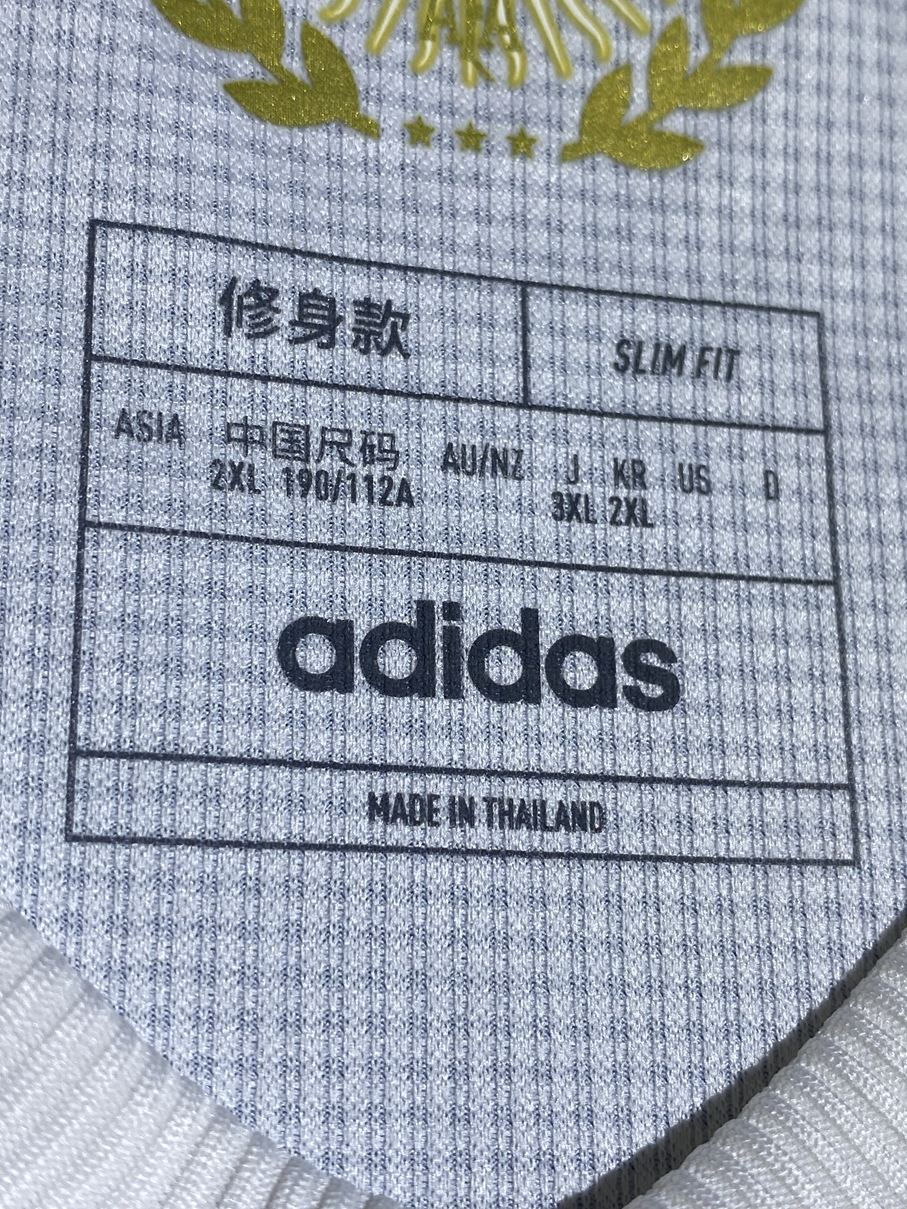 修身款 SLIM FIT
ASIA 中国尺码 AU/NZ J KR US D
2XL 190/112A 3XL 2XL
adidas
MADE IN THAILAND